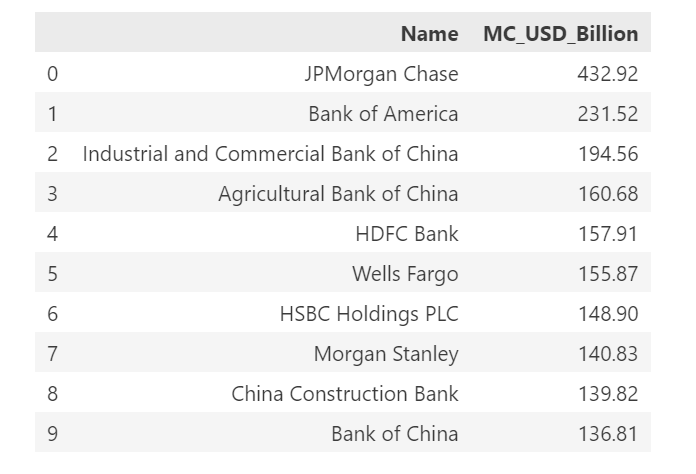 Name MC_USD_Billion
0 JPMorgan Chase 432.92
1 Bank of America 231.52
2 Industrial and Commercial Bank of China 194.56
3 Agricultural Bank of China 160.68
4 HDFC Bank 157.91
5 Wells Fargo 155.87
6 HSBC Holdings PLC 148.90
7 Morgan Stanley 140.83
8 China Construction Bank 139.82
9 Bank of China 136.81